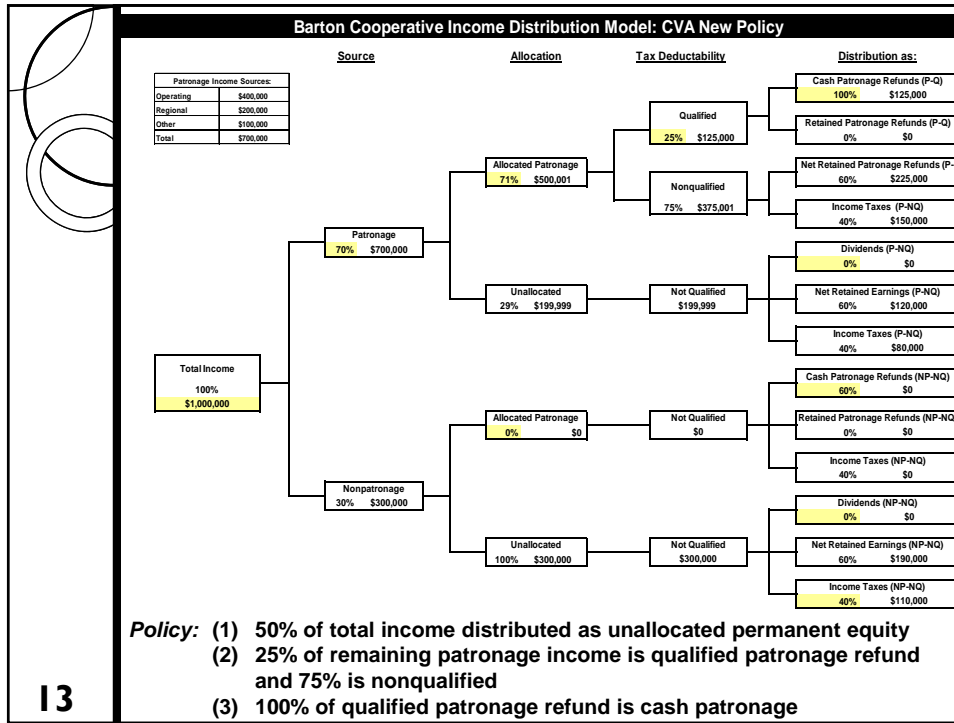 Barton Cooperative Income Distribution Model: CVA New Policy
Source Allocation Tax Deductability Distribution as:
Patronage Income Sources:
Operating $400,000
Regional $200,000
Other $100,000
Total $700,000
Cash Patronage Refunds (P-Q)
100% $125,000
Qualified
25% $125,000
Retained Patronage Refunds (P-Q)
0% $0
Allocated Patronage
71% $500,001
Net Retained Patronage Refunds (P-
60% $225,000
Nonqualified
75% $375,001
Income Taxes (P-NQ)
40% $150,000
Patronage
70% $700,000
Dividends (P-NQ)
0% $0
Unallocated
29% $199,999
Not Qualified
$199,999
Net Retained Earnings (P-NQ)
60% $120,000
Income Taxes (P-NQ)
40% $80,000
Total Income
100%
$1,000,000
Cash Patronage Refunds (NP-NQ)
60% $0
Allocated Patronage
0% $0
Not Qualified
$0
Retained Patronage Refunds (NP-NQ
0% $0
Income Taxes (NP-NQ)
40% $0
Nonpatronage
30% $300,000
Dividends (NP-NQ)
0% $0
Unallocated
100% $300,000
Not Qualified
$300,000
Net Retained Earnings (NP-NQ)
60% $190,000
Income Taxes (NP-NQ)
40% $110,000
Policy: (1) 50% of total income distributed as unallocated permanent equity
(2) 25% of remaining patronage income is qualified patronage refund
and 75% is nonqualified
(3) 100% of qualified patronage refund is cash patronage
13